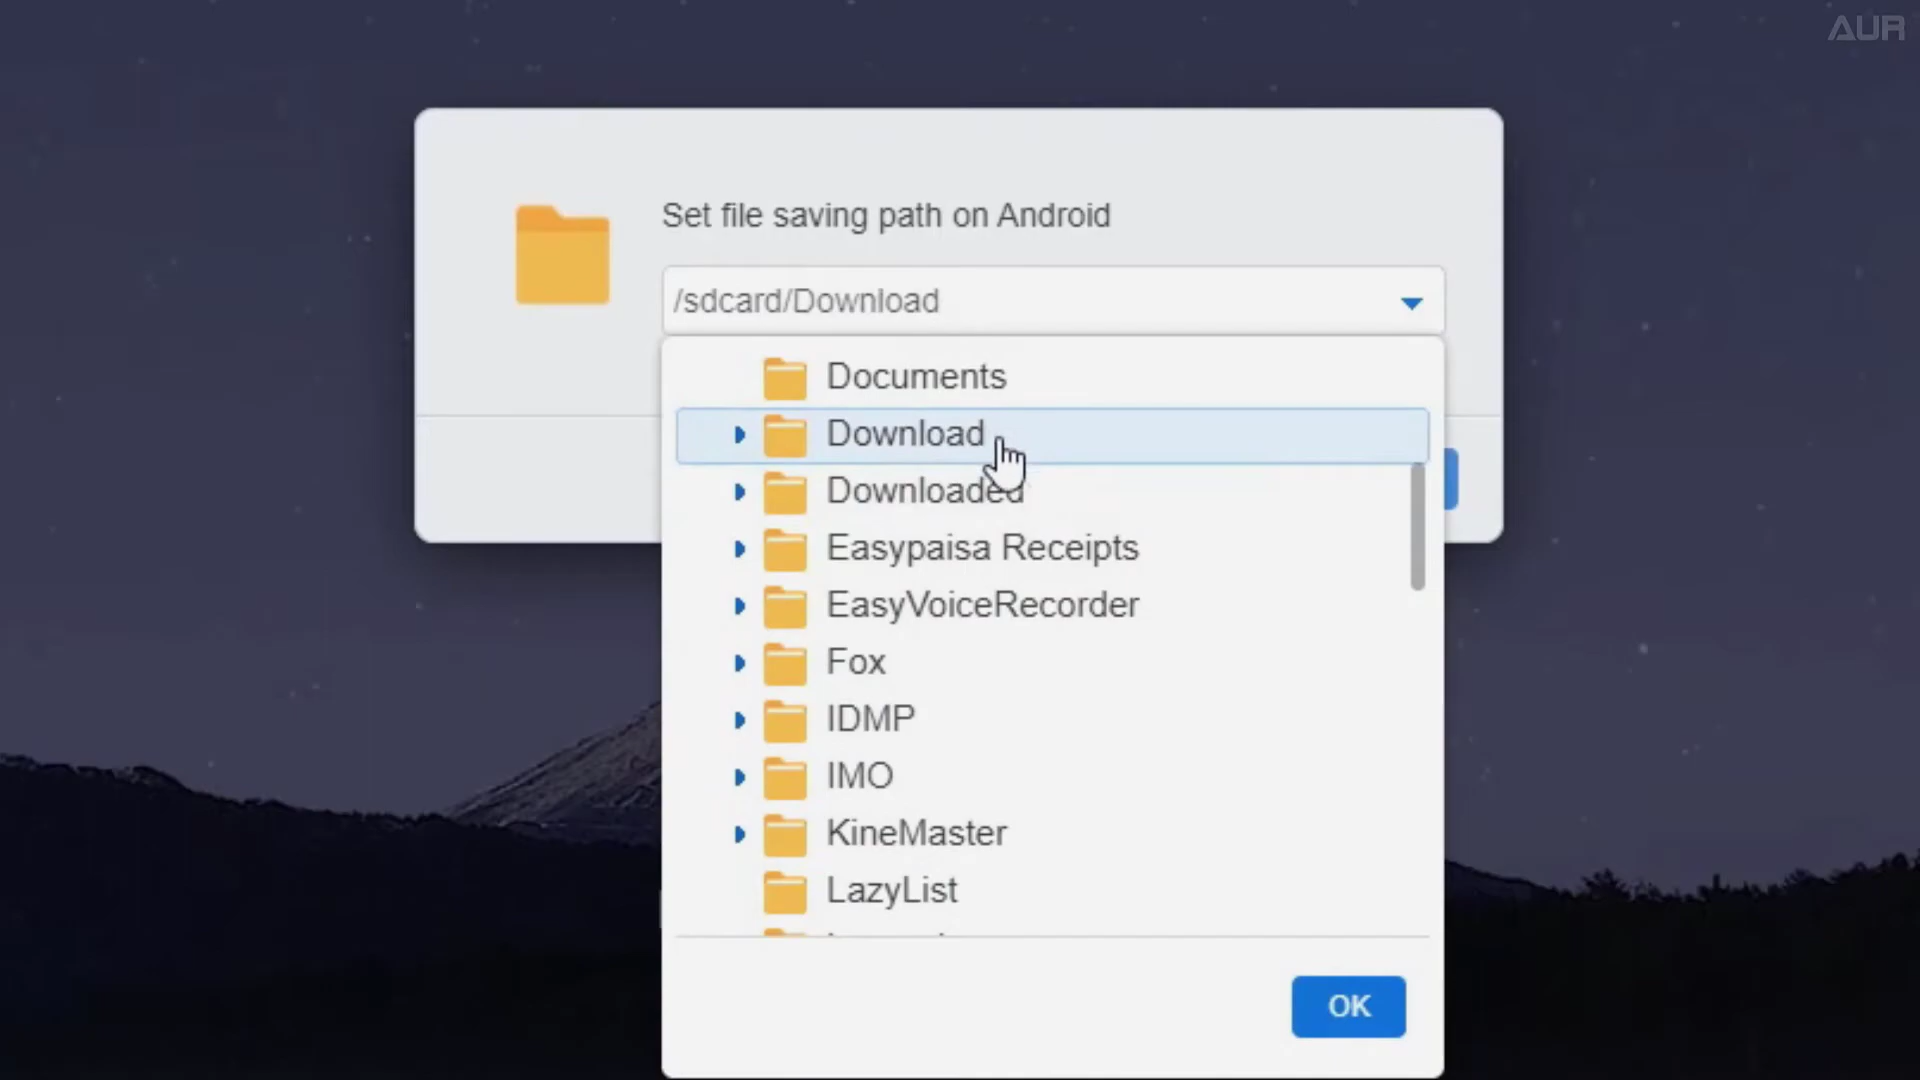 AUR
Set file saving path on Android
/sdcard/Download
Documents
Download
Downloaded
Easypaisa Receipts
EasyVoiceRecorder
Fox
IDMP
IMO
KineMaster
LazyList
OK